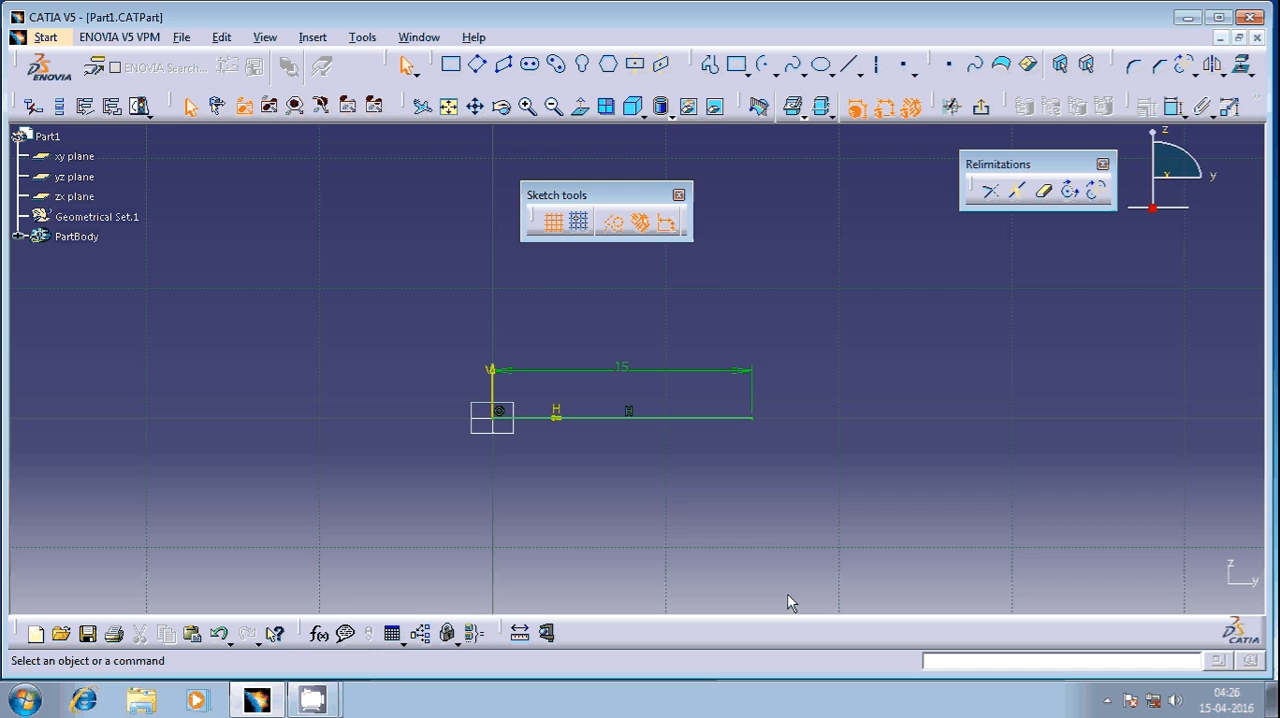 CATIA V5 - [Part1.CATPart]
Start ENOVIA V5 VPM File Edit View Insert Tools Window Help
ENOVIA
ENOVIA Search...
Part1
xy plane
yz plane
zx plane
Geometrical Set.1
PartBody
Sketch tools
Relimitations
z
x
y
15
V
H
H
z
y
f(x)
CATIA
Select an object or a command
04:26
15-04-2016